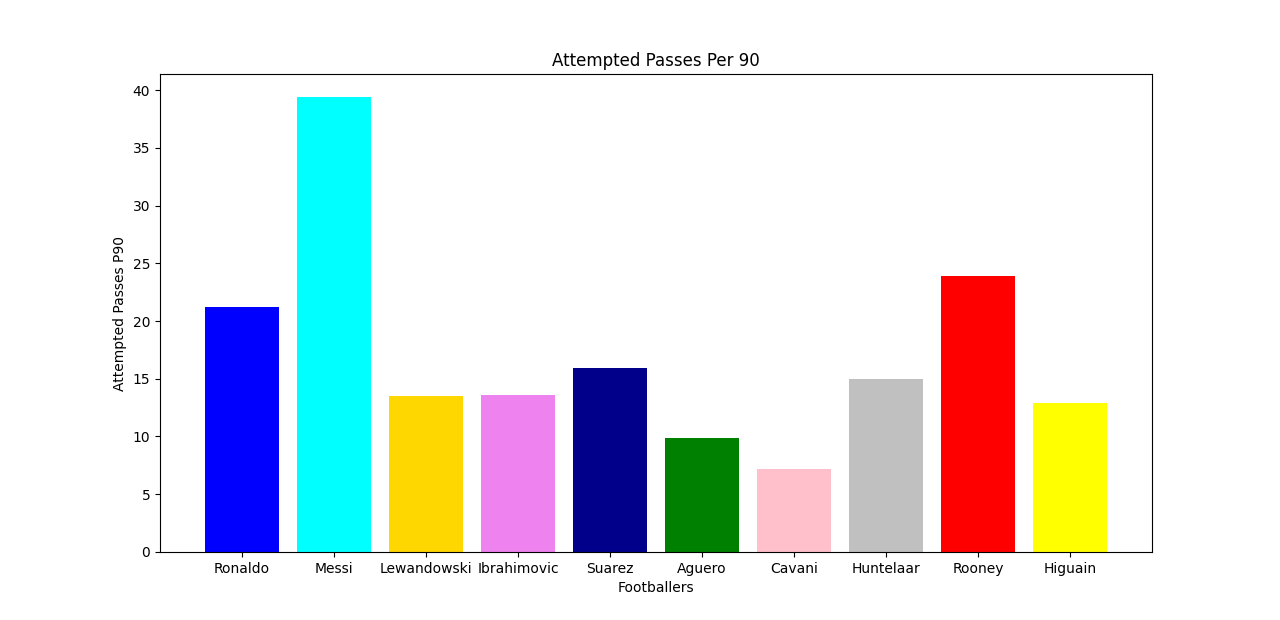 Attempted Passes Per 90
Attempted Passes P90
40
35
30
25
20
15
10
5
0
Ronaldo Messi Lewandowski Ibrahimovic Suarez Aguero Cavani Huntelaar Rooney Higuain
Footballers